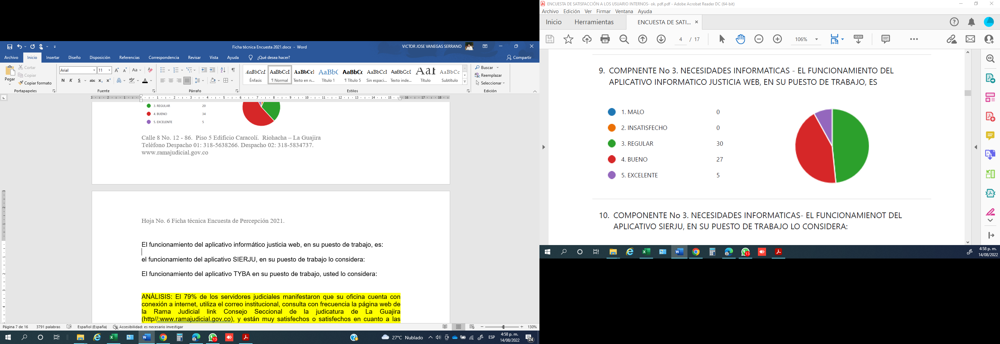 Ficha técnica Encuesta 2021.docx - Word
VICTOR JOSE VANEGAS SERRANO
Archivo Inicio Insertar Diseño Disposición Referencias Correspondencia Revisar Vista Ayuda ¿Qué desea hacer? Compartir
Pegar
Cortar
Copiar
Copiar formato
Portapapeles
Arial 11
N K S abc x₂ x²
Fuente
Párrafo
AaBbCcI AaBbCcI AaBbCcI AaBbC AaBbCc AaBbCcI AaBbCcI AaI AaBbCc
Énfasis ¶ Normal Texto en n... Título 1 ¶ Título 5 Sin espaci... Texto inde... Título Subtítulo
Estilos
Buscar
Reemplazar
Seleccionar
Edición
3. REGULAR 20
4. BUENO 34
5. EXCELENTE 5
Calle 8 No. 12 - 86. Piso 5 Edificio Caracolí. Riohacha – La Guajira
Teléfono Despacho 01: 318-5638266. Despacho 02: 318-5834737.
www.ramajudicial.gov.co
Hoja No. 6 Ficha técnica Encuesta de Percepción 2021.
El funcionamiento del aplicativo informático justicia web, en su puesto de trabajo, es:
el funcionamiento del aplicativo SIERJU, en su puesto de trabajo lo considera:
El funcionamiento del aplicativo TYBA en su puesto de trabajo, usted lo considera:
ANÁLISIS: El 79% de los servidores judiciales manifestaron que su oficina cuenta con
conexión a internet, utiliza el correo institucional, consulta con frecuencia la página web de
la Rama Judicial link Consejo Seccional de la judicatura de La Guajira
(http//:www.ramajudicial.gov.co), y están muy satisfechos o satisfechos en cuanto a las
Página 7 de 16 3791 palabras Español (España) Accesibilidad: es necesario investigar 130%
13
27°C Nublado ESP 4:58 p. m.
14/08/2022 24
ENCUESTA DE SATISFACCIÓN A LOS USUARIO INTERNOS- ok. pdf.pdf - Adobe Acrobat Reader DC (64-bit)
Archivo Edición Ver Firmar Ventana Ayuda
Inicio Herramientas ENCUESTA DE SATI... ×
4 / 17 106%
9. COMPNENTE No 3. NECESIDADES INFORMATICAS - EL FUNCIONAMIENTO DEL
APLICATIVO INFORMATICO JUSTICIA WEB, EN SU PUESTO DE TRABAJO, ES
1. MALO 0
2. INSATISFECHO 0
3. REGULAR 30
4. BUENO 27
5. EXCELENTE 5
10. COMPONENTE No 3. NECESIDADES INFORMATICAS- EL FUNCIONAMIENOT DEL
APLICATIVO SIERJU, EN SU PUESTO DE TRABAJO LO CONSIDERA:
13
4:58 p. m.
14/08/2022